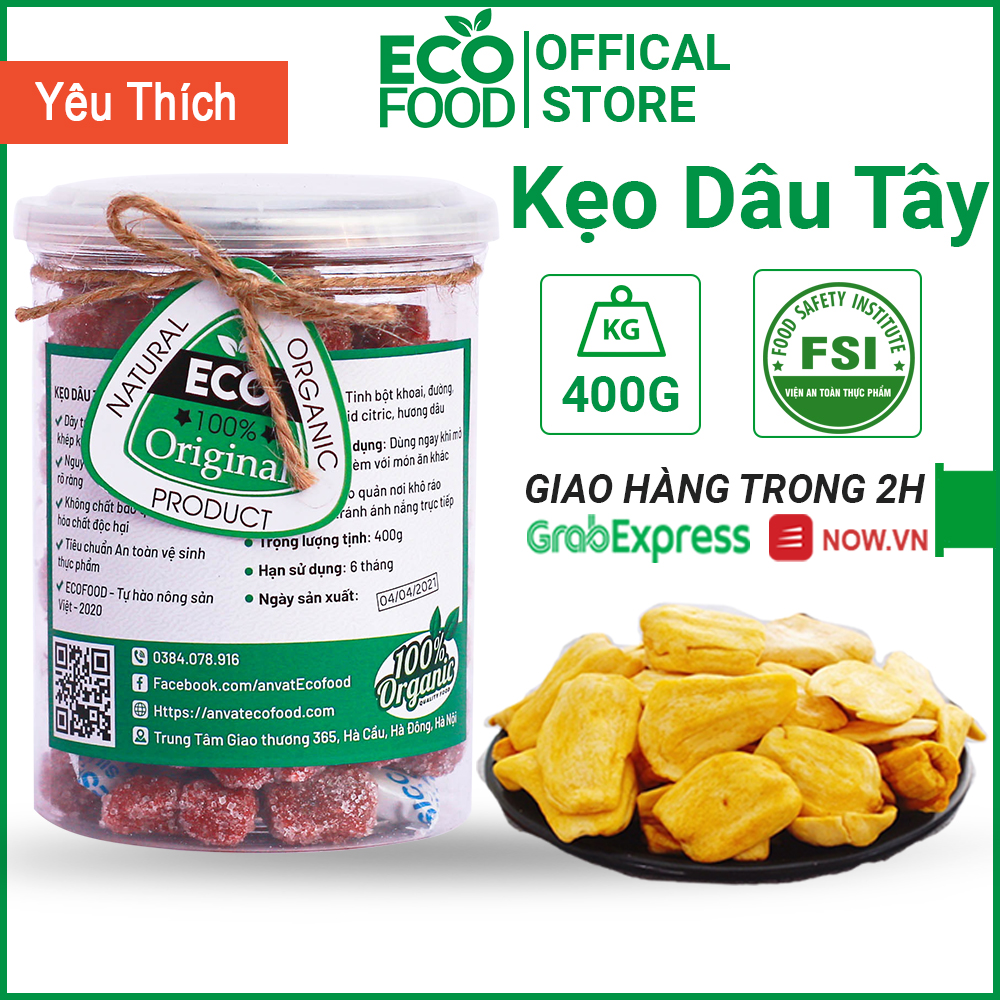 Yêu Thích
ECO FOOD
OFFICAL STORE
Kẹo Dâu Tây
KG
400G
FOOD SAFETY INSTITUTE
FSI
VIỆN AN TOÀN THỰC PHẨM
GIAO HÀNG TRONG 2H
GrabExpress
NOW.VN
NATURAL ORGANIC PRODUCT
ECO
100%
Original
KẸO DÂU
khép
rõ ràng
Không chất bảo
hóa chất độc hại
Tiêu chuẩn An toàn vệ sinh
thực phẩm
ECOFOOD - Tự hào nông sản
Việt - 2020
Tinh bột khoai, đường,
citric, hương dâu
dụng: Dùng ngay khi mở
kèm với món ăn khác
quản nơi khô ráo
tránh ánh nắng trực tiếp
Trọng lượng tịnh: 400g
Hạn sử dụng: 6 tháng
Ngày sản xuất: 04/04/2021
0384.078.916
Facebook.com/anvatEcofood
Https://anvatecofood.com
Trung Tâm Giao thương 365, Hà Cầu, Hà Đông, Hà Nội
100%
Organic
QUALITY FOOD